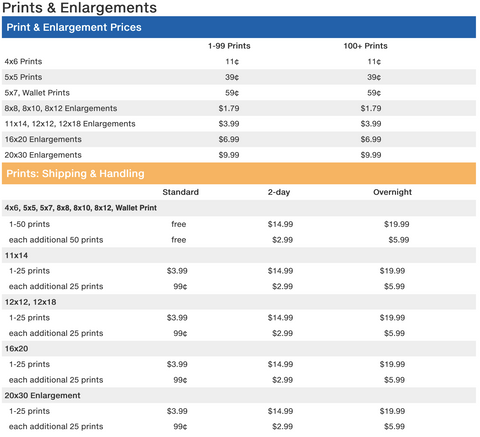 Prints & Enlargements
Print & Enlargement Prices
1-99 Prints 100+ Prints
4x6 Prints 11¢ 11¢
5x5 Prints 39¢ 39¢
5x7, Wallet Prints 59¢ 59¢
8x8, 8x10, 8x12 Enlargements $1.79 $1.79
11x14, 12x12, 12x18 Enlargements $3.99 $3.99
16x20 Enlargements $6.99 $6.99
20x30 Enlargements $9.99 $9.99
Prints: Shipping & Handling
Standard 2-day Overnight
4x6, 5x5, 5x7, 8x8, 8x10, 8x12, Wallet Print
1-50 prints free $14.99 $19.99
each additional 50 prints free $2.99 $5.99
11x14
1-25 prints $3.99 $14.99 $19.99
each additional 25 prints 99¢ $2.99 $5.99
12x12, 12x18
1-25 prints $3.99 $14.99 $19.99
each additional 25 prints 99¢ $2.99 $5.99
16x20
1-25 prints $3.99 $14.99 $19.99
each additional 25 prints 99¢ $2.99 $5.99
20x30 Enlargement
1-25 prints $3.99 $14.99 $19.99
each additional 25 prints 99¢ $2.99 $5.99